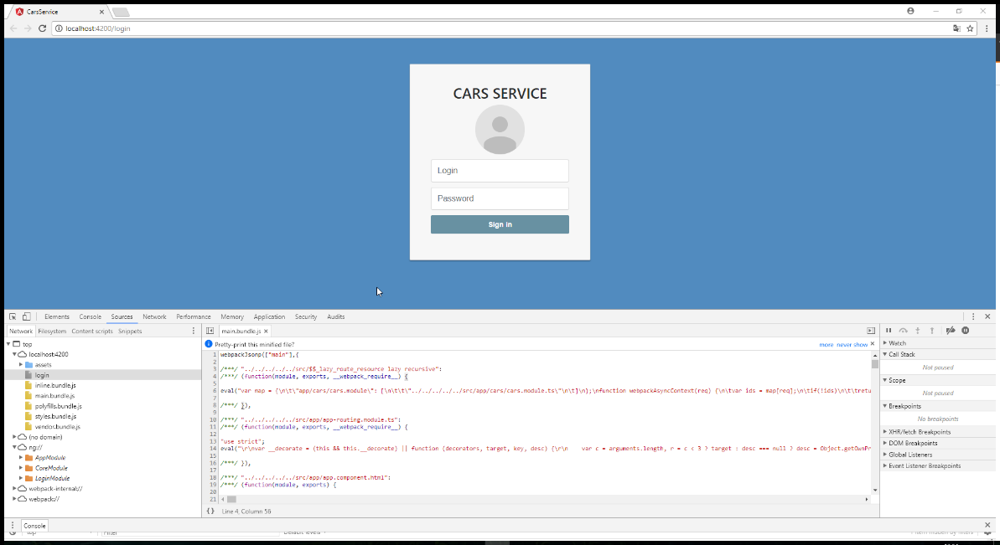 CarsService
localhost:4200/login
CARS SERVICE
Login
Password
Sign in
Elements Console Sources Network Performance Memory Application Security Audits
Network Filesystem Content scripts Snippets
main.bundle.js
top
localhost:4200
assets
login
inline.bundle.js
main.bundle.js
polyfills.bundle.js
styles.bundle.js
vendor.bundle.js
(no domain)
ng://
AppModule
CoreModule
LoginModule
webpack-internal://
webpack://
Pretty-print this minified file?
more never show
1 webpackJsonp(["main"],{
2
3 /***/ "../../../../../src/$$_lazy_route_resource lazy recursive":
4 /***/ (function(module, exports, __webpack_require__) {
5
6 eval("var map = {\n\t\"app/cars/cars.module\": [\n\t\t\"../../../../../src/app/cars/cars.module.ts\"\n\t]\n};\nfunction webpackAsyncContext(req) {\n\tvar ids = map[req];\n\tif(!ids)\n\t\tretu
7
8 /***/ }),
9
10 /***/ "../../../../../src/app/app-routing.module.ts":
11 /***/ (function(module, exports, __webpack_require__) {
12
13 "use strict";
14 eval("\r\nvar __decorate = (this && this.__decorate) || function (decorators, target, key, desc) {\r\n    var c = arguments.length, r = c < 3 ? target : desc === null ? desc = Object.getOwnPr
15
16 /***/ }),
17
18 /***/ "../../../../../src/app/app.component.html":
19 /***/ (function(module, exports) {
20
21
{} Line 4, Column 56
Watch
Call Stack
Not paused
Scope
Not paused
Breakpoints
No breakpoints
XHR/fetch Breakpoints
DOM Breakpoints
Global Listeners
Event Listener Breakpoints
Console
top Filter Default levels 1 item hidden by filters